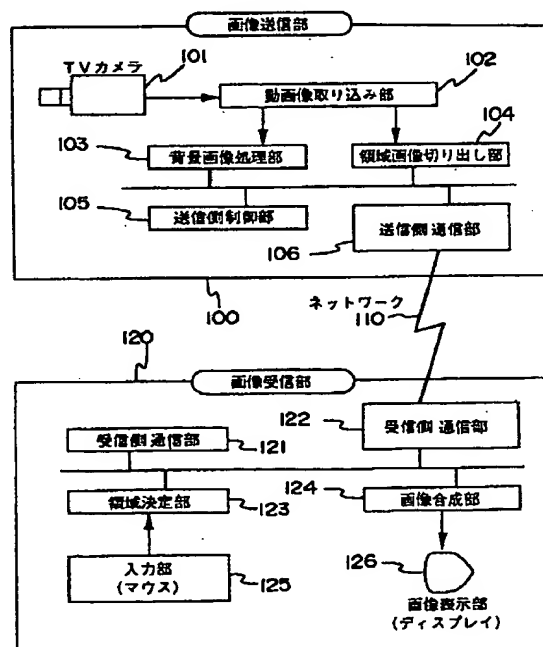 画像送信部
TVカメラ
101
102
動画像取り込み部
103
背景画像処理部
104
領域画像切り出し部
105
送信側制御部
送信側通信部
106
100
ネットワーク
110
120
画像受信部
122
受信側通信部
受信側通信部
121
領域決定部
123
124
画像合成部
入力部
(マウス)
125
126
画像表示部
(ディスプレイ)